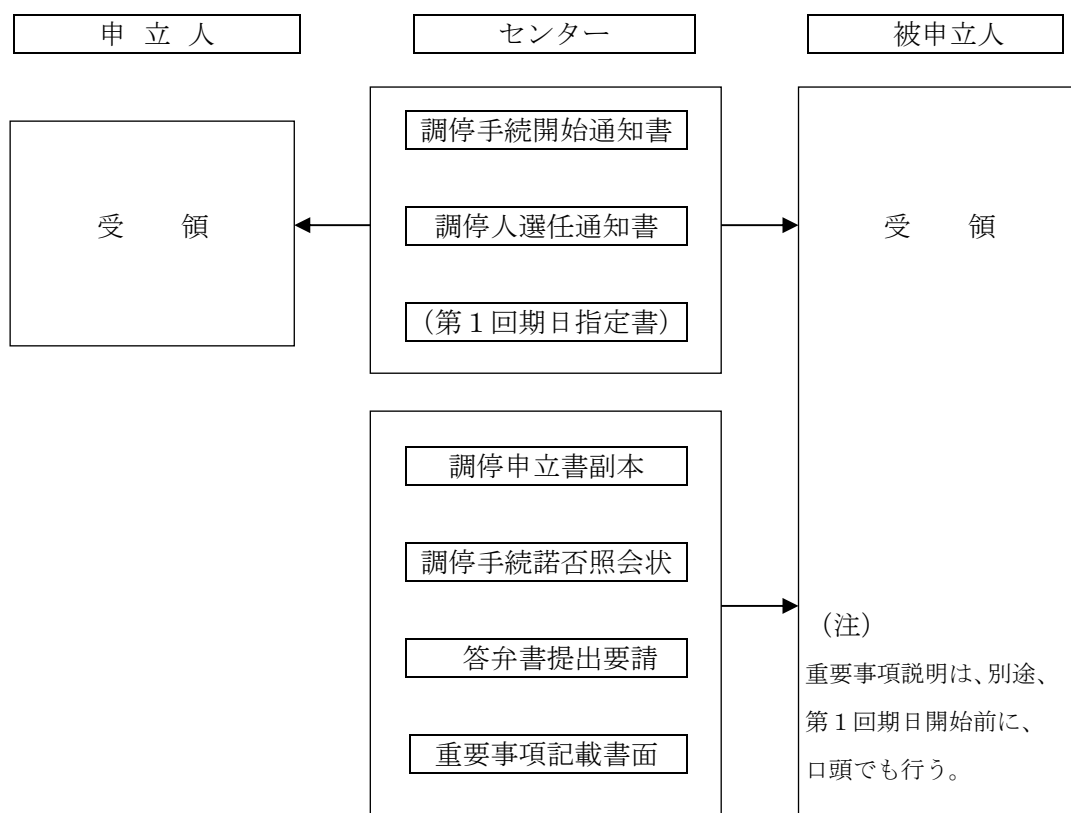 申 立 人
センター
被申立人
調停手続開始通知書
受　　領
調停人選任通知書
受　　領
(第１回期日指定書)
調停申立書副本
調停手続諾否照会状
答弁書提出要請
重要事項記載書面
（注）
重要事項説明は、別途、
第１回期日開始前に、
口頭でも行う。